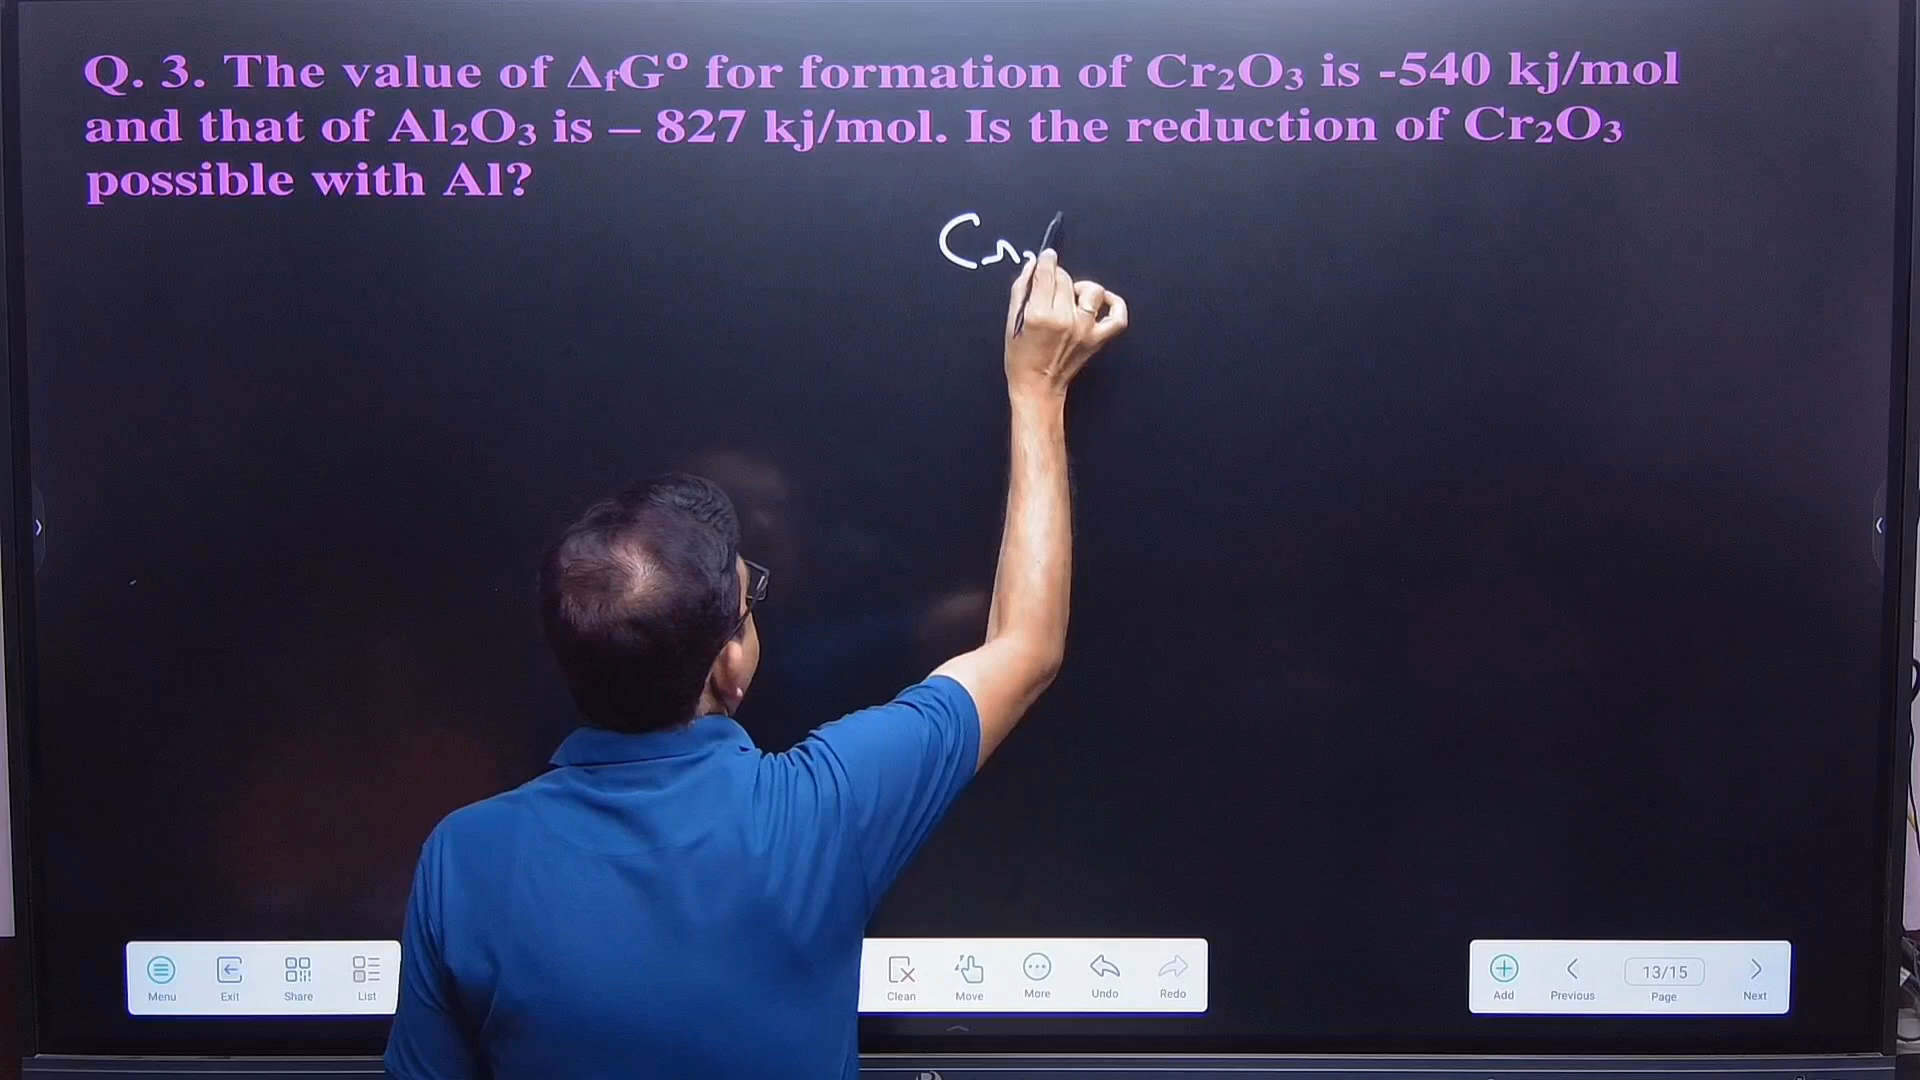 Q. 3. The value of ΔfG° for formation of Cr₂O₃ is -540 kj/mol
and that of Al₂O₃ is – 827 kj/mol. Is the reduction of Cr₂O₃
possible with Al?
Cr₂
Menu Exit Share List Clean Move More Undo Redo Add Previous 13/15 Page Next